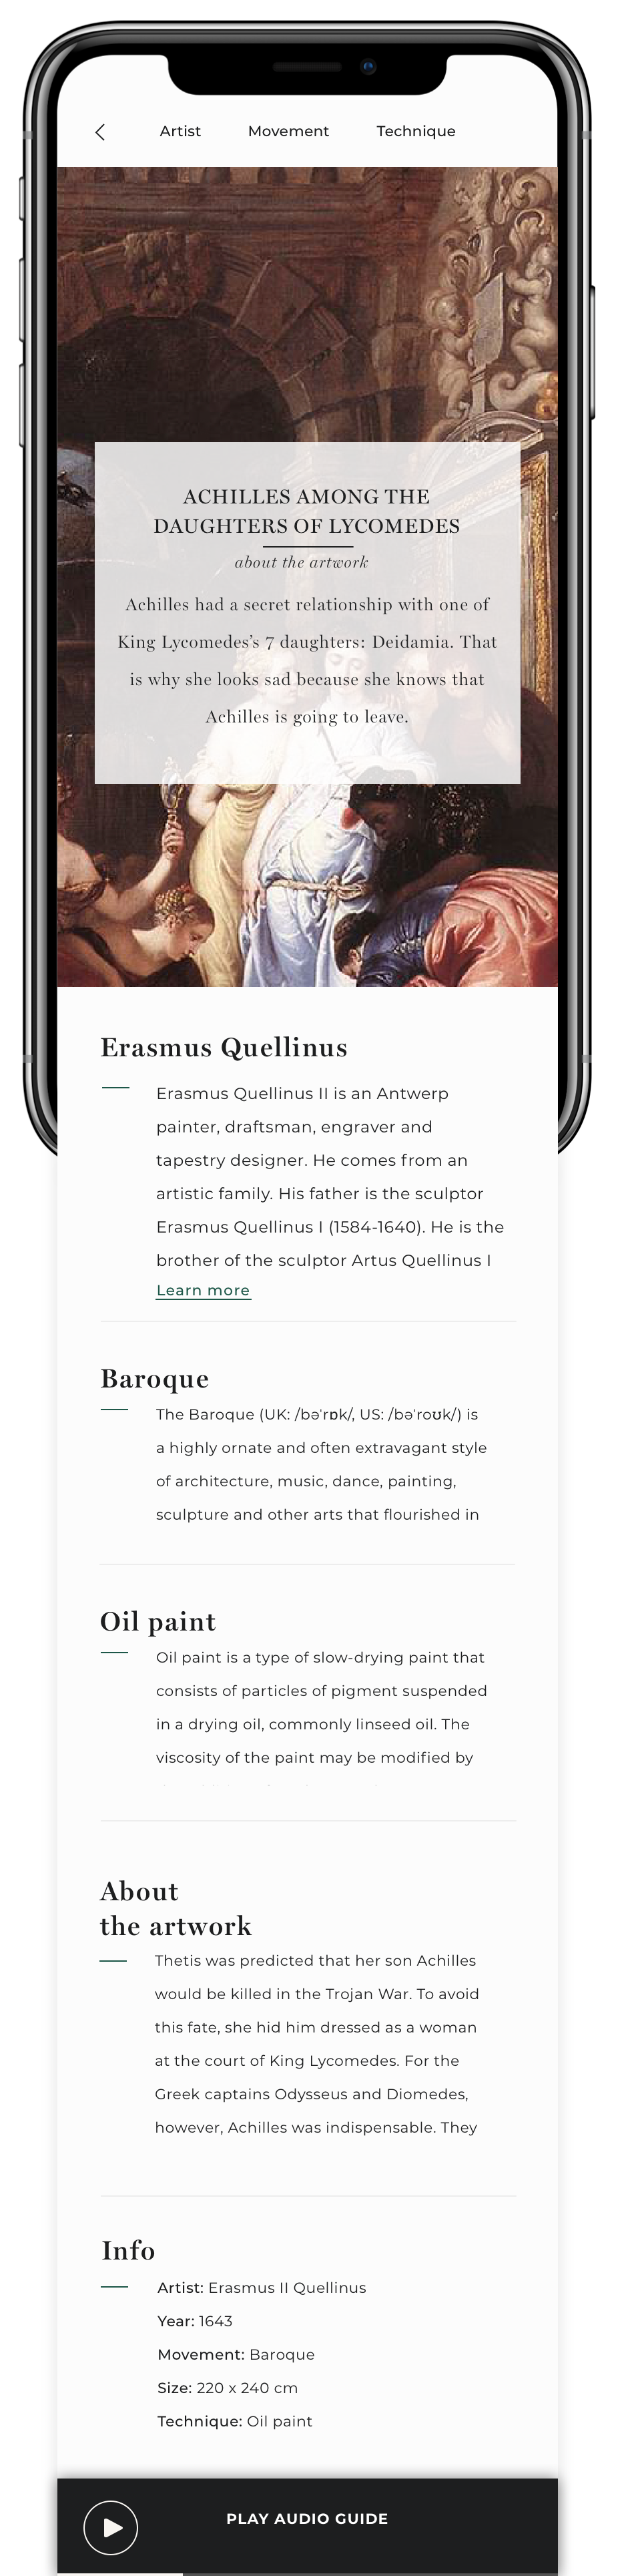 Artist Movement Technique
ACHILLES AMONG THE
DAUGHTERS OF LYCOMEDES
about the artwork
Achilles had a secret relationship with one of
King Lycomedes's 7 daughters: Deidamia. That
is why she looks sad because she knows that
Achilles is going to leave.
Erasmus Quellinus
Erasmus Quellinus II is an Antwerp
painter, draftsman, engraver and
tapestry designer. He comes from an
artistic family. His father is the sculptor
Erasmus Quellinus I (1584-1640). He is the
brother of the sculptor Artus Quellinus I
Learn more
Baroque
The Baroque (UK: /bəˈrɒk/, US: /bəˈroʊk/) is
a highly ornate and often extravagant style
of architecture, music, dance, painting,
sculpture and other arts that flourished in
Oil paint
Oil paint is a type of slow-drying paint that
consists of particles of pigment suspended
in a drying oil, commonly linseed oil. The
viscosity of the paint may be modified by
About
the artwork
Thetis was predicted that her son Achilles
would be killed in the Trojan War. To avoid
this fate, she hid him dressed as a woman
at the court of King Lycomedes. For the
Greek captains Odysseus and Diomedes,
however, Achilles was indispensable. They
Info
Artist: Erasmus II Quellinus
Year: 1643
Movement: Baroque
Size: 220 x 240 cm
Technique: Oil paint
PLAY AUDIO GUIDE